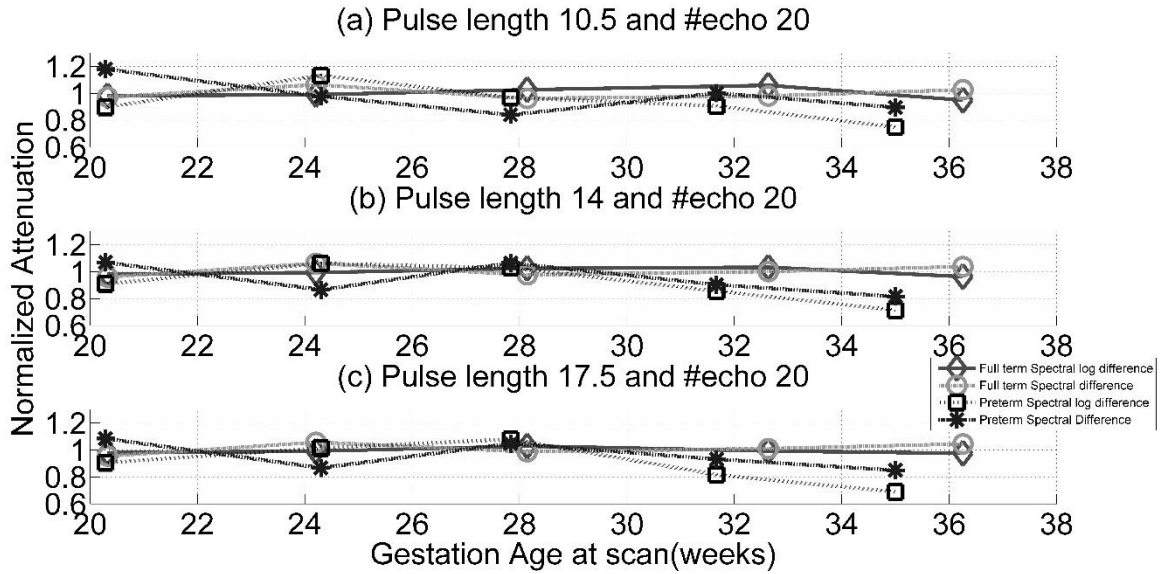 (a) Pulse length 10.5 and #echo 20
1.2
1
0.8
0.6
20 22 24 26 28 30 32 34 36 38
(b) Pulse length 14 and #echo 20
Normalized Attenuation
1.2
1
0.8
0.6
20 22 24 26 28 30 32 34 36 38
(c) Pulse length 17.5 and #echo 20
Full term Spectral log difference
Full term Spectral difference
Preterm Spectral log difference
Preterm Spectral Difference
1.2
1
0.8
0.6
20 22 24 26 28 30 32 34 36 38
Gestation Age at scan(weeks)